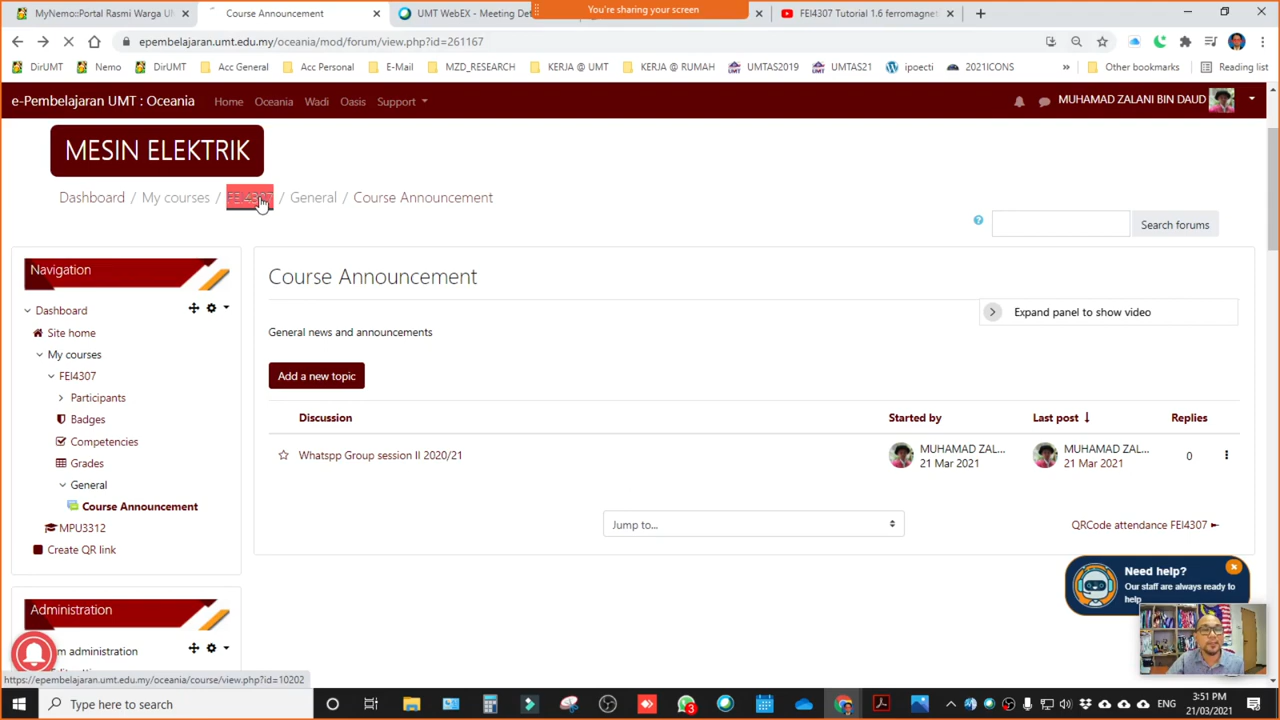 MyNemo::Portal Rasmi Warga UM
Course Announcement
UMT WebEX - Meeting Det
You're sharing your screen
FEI4307 Tutorial 1.6 ferromagnet
epembelajaran.umt.edu.my/oceania/mod/forum/view.php?id=261167
DirUMT
Nemo
DirUMT
Acc General
Acc Personal
E-Mail
MZD_RESEARCH
KERJA @ UMT
KERJA @ RUMAH
UMTAS2019
UMTAS21
ipoecti
2021ICONS
»
Other bookmarks
Reading list
e-Pembelajaran UMT : Oceania
Home
Oceania
Wadi
Oasis
Support
MUHAMAD ZALANI BIN DAUD
MESIN ELEKTRIK
Dashboard / My courses / FEI4307 / General / Course Announcement
Search forums
Navigation
Dashboard
Site home
My courses
FEI4307
Participants
Badges
Competencies
Grades
General
Course Announcement
MPU3312
Create QR link
Administration
m administration
Course Announcement
Expand panel to show video
General news and announcements
Add a new topic
Discussion
Started by
Last post ↓
Replies
Whatspp Group session II 2020/21
MUHAMAD ZAL...
21 Mar 2021
MUHAMAD ZAL...
21 Mar 2021
0
Jump to...
QRCode attendance FEI4307 ►
Need help?
Our staff are always ready to
help
https://epembelajaran.umt.edu.my/oceania/course/view.php?id=10202
Type here to search
3
ENG
3:51 PM
21/03/2021